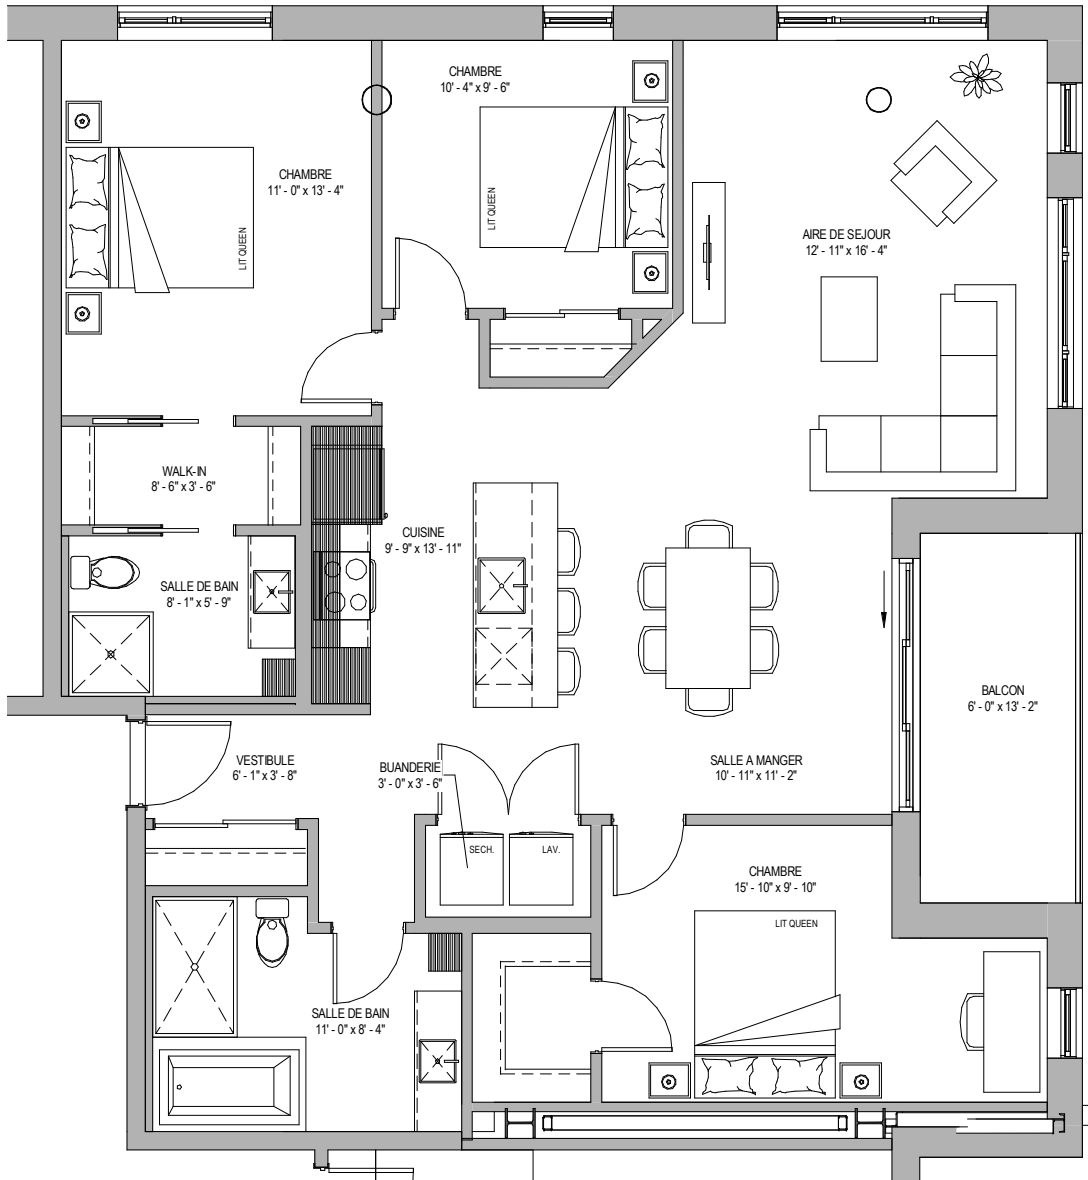 CHAMBRE
10' - 4" x 9' - 6"
CHAMBRE
11' - 0" x 13' - 4"
LIT QUEEN
LIT QUEEN
AIRE DE SEJOUR
12' - 11" x 16' - 4"
WALK-IN
8' - 6" x 3' - 6"
CUISINE
9' - 9" x 13' - 11"
SALLE DE BAIN
8' - 1" x 5' - 9"
BALCON
6' - 0" x 13' - 2"
VESTIBULE
6' - 1" x 3' - 8"
BUANDERIE
3' - 0" x 3' - 6"
SALLE A MANGER
10' - 11" x 11' - 2"
SECH.
LAV.
CHAMBRE
15' - 10" x 9' - 10"
LIT QUEEN
SALLE DE BAIN
11' - 0" x 8' - 4"